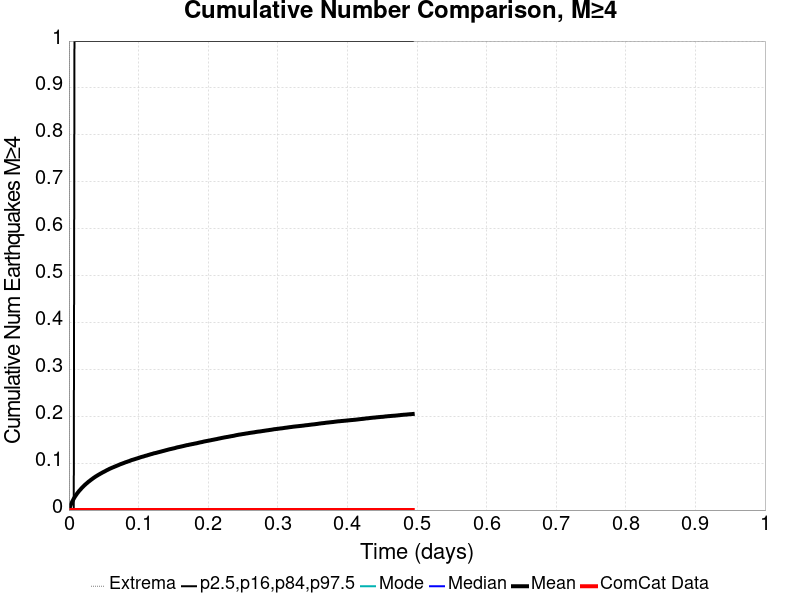 Cumulative Number Comparison, M≥4
Cumulative Num Earthquakes M≥4
1
0.9
0.8
0.7
0.6
0.5
0.4
0.3
0.2
0.1
0
0 0.1 0.2 0.3 0.4 0.5 0.6 0.7 0.8 0.9 1
Time (days)
Extrema p2.5,p16,p84,p97.5 Mode Median Mean ComCat Data